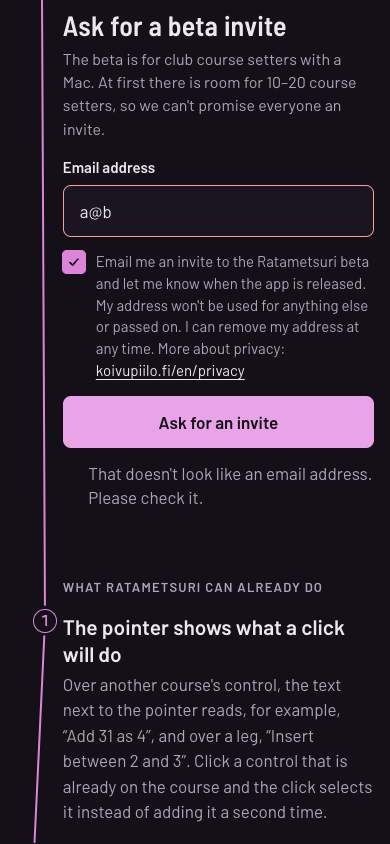 Ask for a beta invite
The beta is for club course setters with a
Mac. At first there is room for 10–20 course
setters, so we can't promise everyone an
invite.
Email address
a@b
Email me an invite to the Ratametsuri beta
and let me know when the app is released.
My address won't be used for anything else
or passed on. I can remove my address at
any time. More about privacy:
koivupiilo.fi/en/privacy
Ask for an invite
That doesn't look like an email address.
Please check it.
WHAT RATAMETSURI CAN ALREADY DO
1
The pointer shows what a click
will do
Over another course's control, the text
next to the pointer reads, for example,
“Add 31 as 4”, and over a leg, “Insert
between 2 and 3”. Click a control that is
already on the course and the click selects
it instead of adding it a second time.